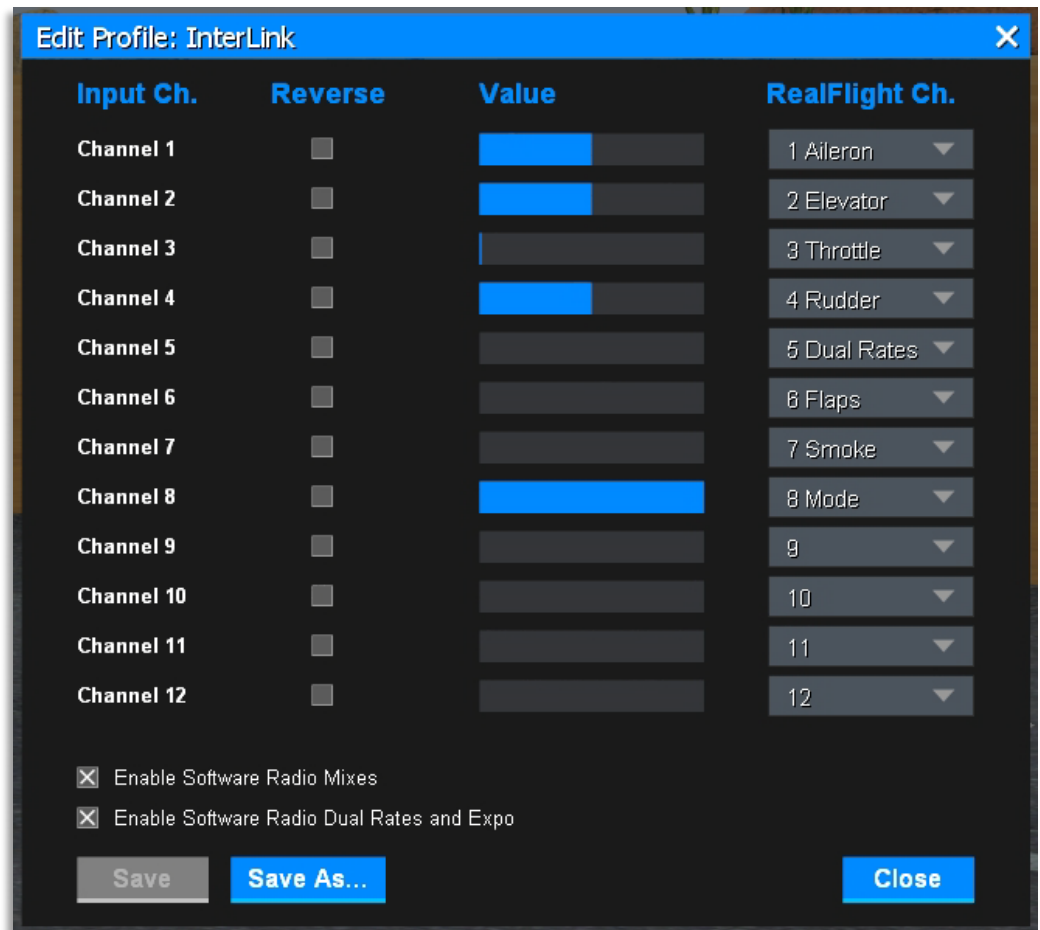 Edit Profile: InterLink
Input Ch. Reverse Value RealFlight Ch.
Channel 1 1 Aileron
Channel 2 2 Elevator
Channel 3 3 Throttle
Channel 4 4 Rudder
Channel 5 5 Dual Rates
Channel 6 6 Flaps
Channel 7 7 Smoke
Channel 8 8 Mode
Channel 9 9
Channel 10 10
Channel 11 11
Channel 12 12
Enable Software Radio Mixes
Enable Software Radio Dual Rates and Expo
Save Save As... Close